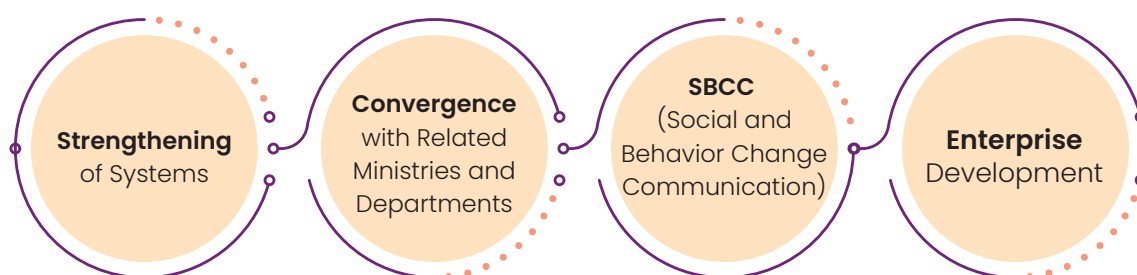 Strengthening
of Systems
Convergence
with Related
Ministries and
Departments
SBCC
(Social and
Behavior Change
Communication)
Enterprise
Development